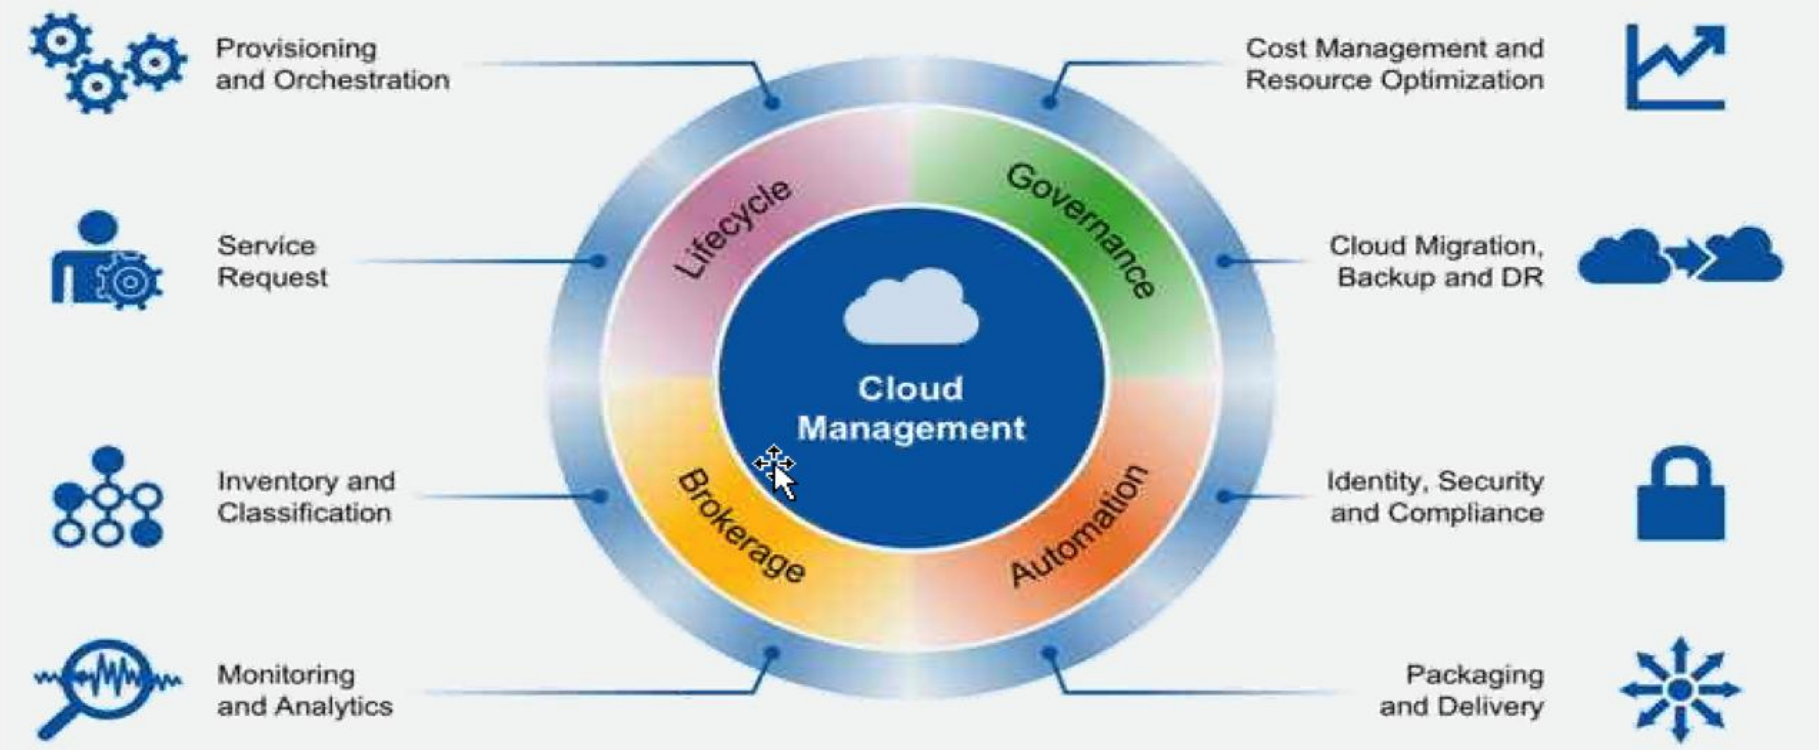 Provisioning
and Orchestration
Cost Management and
Resource Optimization
Lifecycle
Governance
Service
Request
Cloud Migration,
Backup and DR
Cloud
Management
Inventory and
Classification
Identity, Security
and Compliance
Brokerage
Automation
Monitoring
and Analytics
Packaging
and Delivery